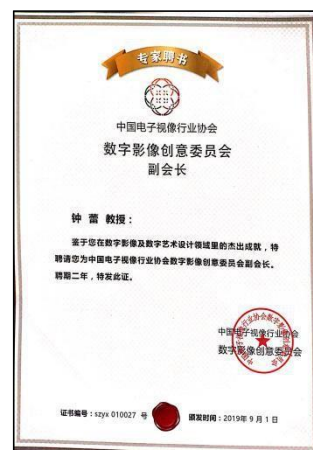 专家聘书
中国电子视像行业协会
数字影像创意委员会
副会长
钟 蕾 教授：
鉴于您在数字影像及数字艺术设计领域里的杰出成就，特
聘请您为中国电子视像行业协会数字影像创意委员会副会长。
聘期二年，特发此证。
中国电子视像行业协会
数字影像创意委员会
证书编号：szyx 010027 号
颁发时间：2019年 9 月 1 日